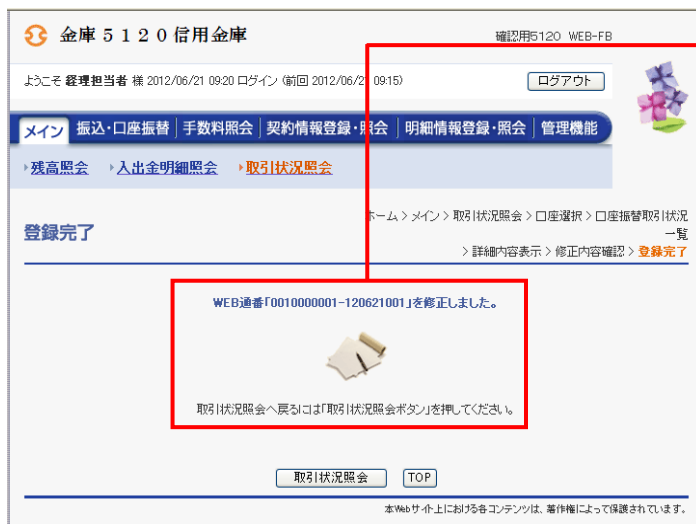 金庫５１２０信用金庫
確認用5120 WEB-FB
ようこそ 経理担当者 様 2012/06/21 09:20 ログイン (前回 2012/06/21 09:15)
ログアウト
メイン 振込・口座振替 手数料照会 契約情報登録・照会 明細情報登録・照会 管理機能
残高照会 入出金明細照会 取引状況照会
登録完了
ホーム > メイン > 取引状況照会 > 口座選択 > 口座振替取引状況
一覧
> 詳細内容表示 > 修正内容確認 > 登録完了
WEB通番「0010000001-120621001」を修正しました。
取引状況照会へ戻るには「取引状況照会ボタン」を押してください。
取引状況照会 TOP
本Webサイト上における各コンテンツは、著作権によって保護されています。